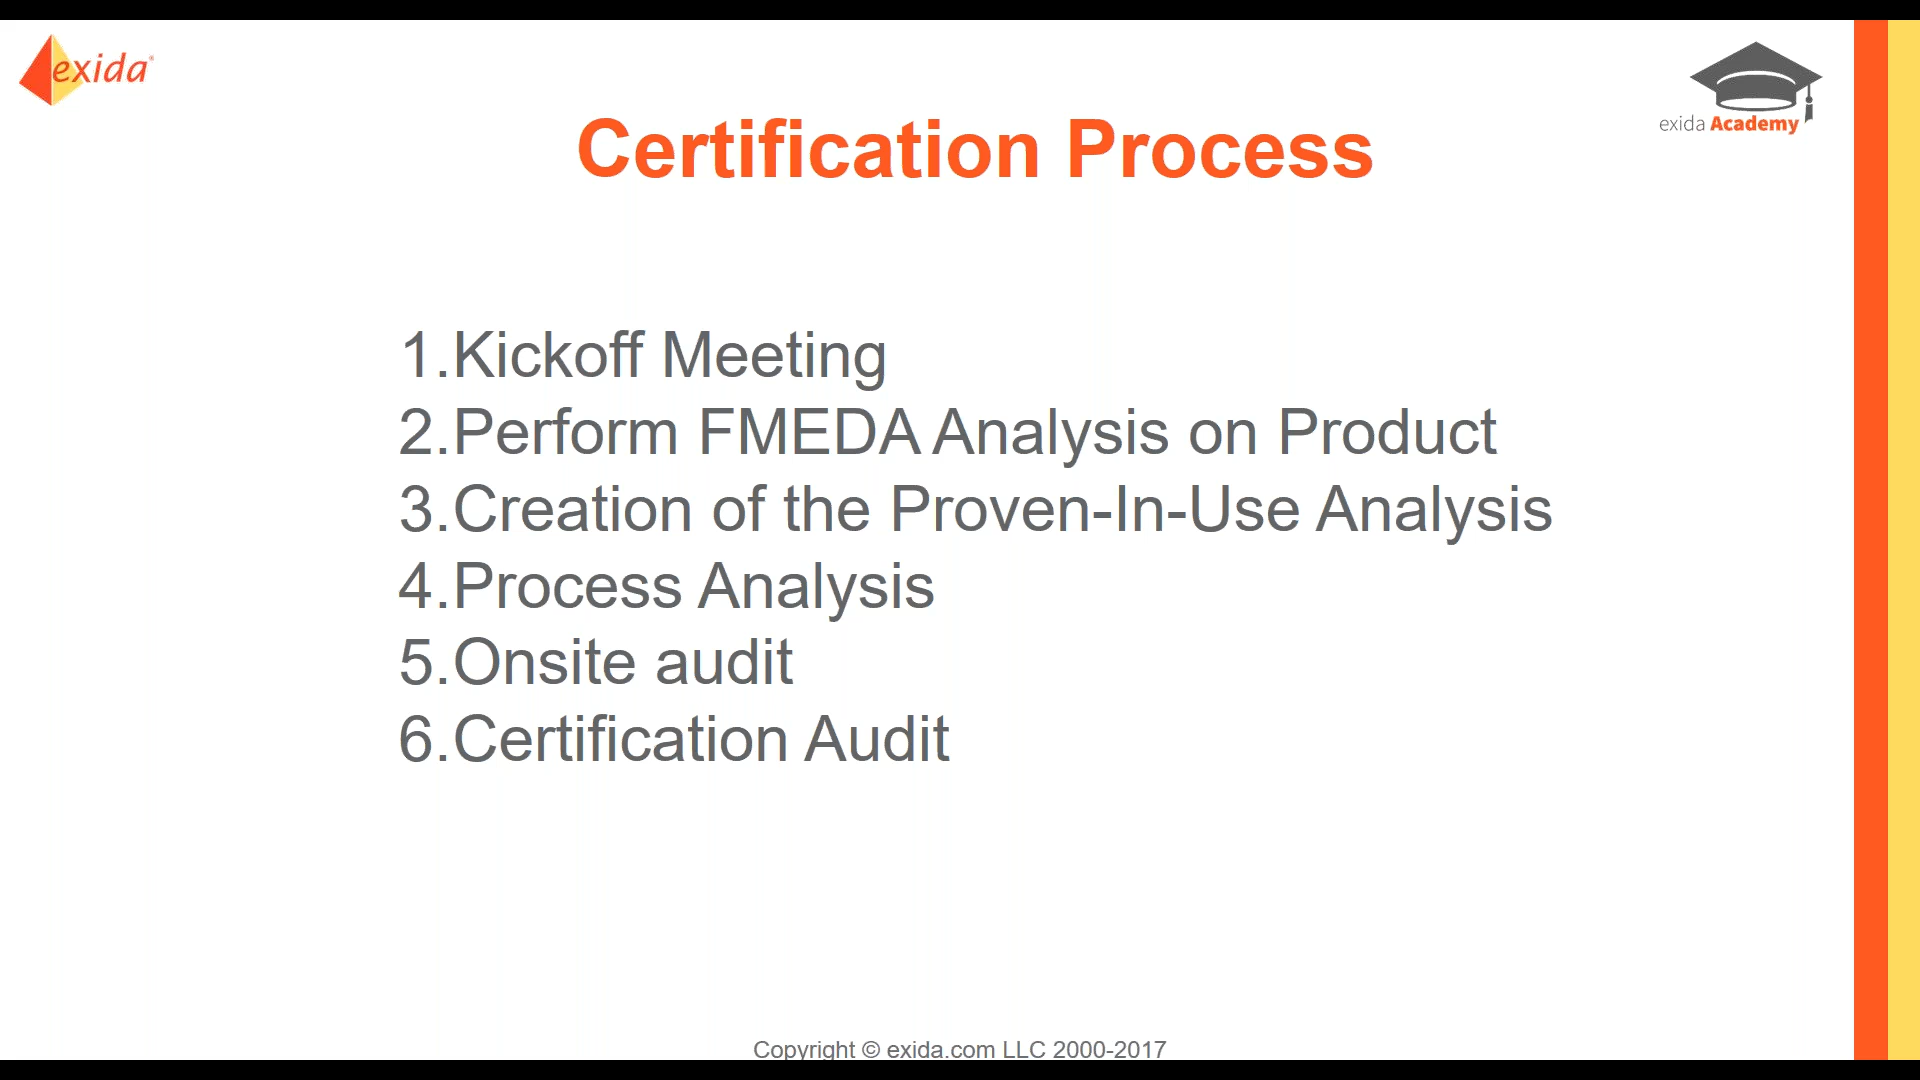 exida
exida Academy
Certification Process
1.Kickoff Meeting
2.Perform FMEDA Analysis on Product
3.Creation of the Proven-In-Use Analysis
4.Process Analysis
5.Onsite audit
6.Certification Audit
Copyright © exida.com LLC 2000-2017